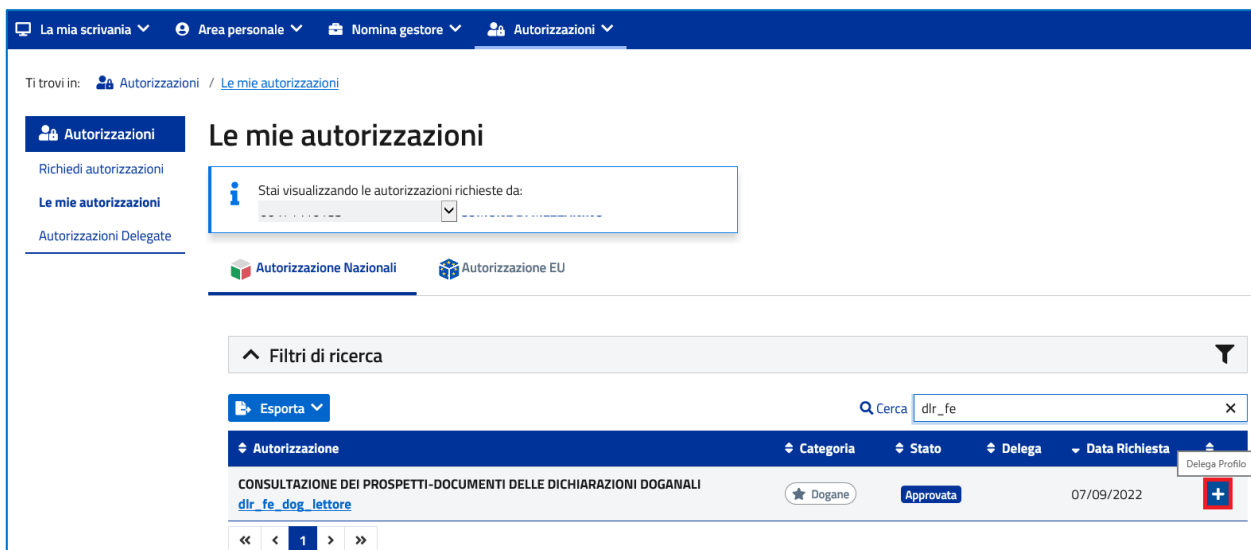 La mia scrivania Area personale Nomina gestore Autorizzazioni
Ti trovi in: Autorizzazioni / Le mie autorizzazioni
Autorizzazioni
Richiedi autorizzazioni
Le mie autorizzazioni
Autorizzazioni Delegate
Le mie autorizzazioni
Stai visualizzando le autorizzazioni richieste da:
Autorizzazione Nazionali Autorizzazione EU
Filtri di ricerca
Esporta Cerca dlr_fe ×
Autorizzazione Categoria Stato Delega Data Richiesta
Delega Profilo
CONSULTAZIONE DEI PROSPETTI-DOCUMENTI DELLE DICHIARAZIONI DOGANALI
dlr_fe_dog_lettore Dogane Approvata 07/09/2022 +
« < 1 > »